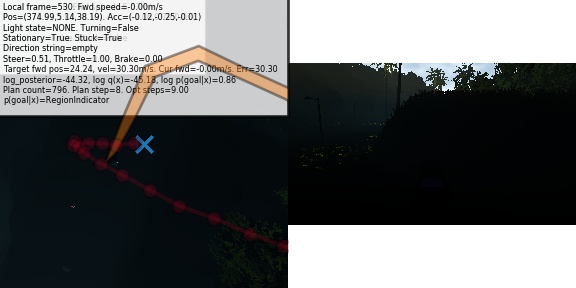 Local frame=530: Fwd speed=-0.00m/s
Pos=(374.99,5.14,38.19). Acc=(-0.12,-0.25,-0.01)
Light state=NONE. Turning=False
Stationary=True. Stuck=True
Direction string=empty
Steer=0.51, Throttle=1.00, Brake=0.00
Target fwd pos=24.24, vel=30.30m/s. Cur fwd=-0.00m/s. Err=30.30
log_posterior=-44.32, log q(x)=-45.18, log p(goal|x)=0.86
Plan count=796. Plan step=8. Opt steps=9.00
p(goal|x)=RegionIndicator